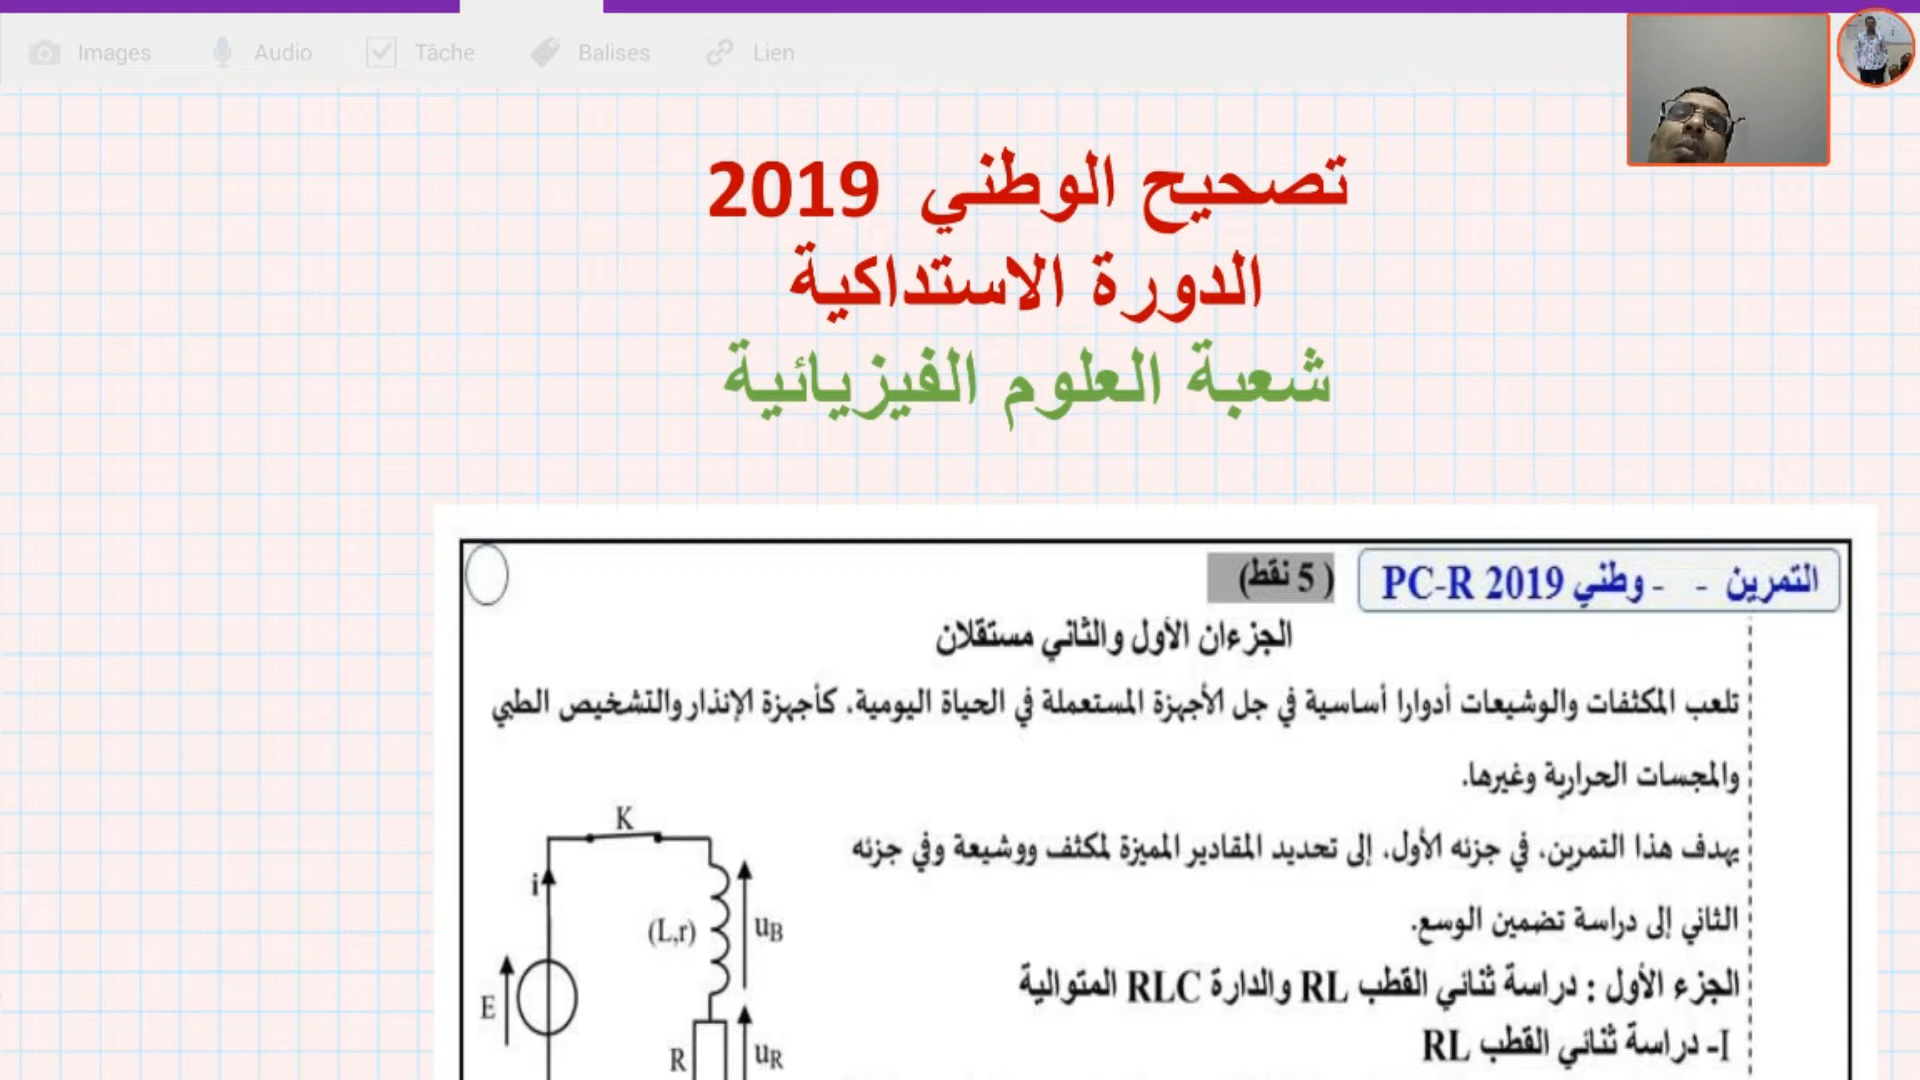 Images Audio Tâche Balises Lien
تصحيح الوطني 2019
الدورة الاستداكية
شعبة العلوم الفيزيائية
التمرين - - وطني PC-R 2019 (5 نقط)
الجزءان الأول والثاني مستقلان
تلعب المكثفات والوشيعات أدوارا أساسية في جل الأجهزة المستعملة في الحياة اليومية، كأجهزة الإنذار والتشخيص الطبي
والمجسات الحرارية وغيرها.
يهدف هذا التمرين، في جزئه الأول، إلى تحديد المقادير المميزة لمكثف ووشيعة وفي جزئه
الثاني إلى دراسة تضمين الوسع.
الجزء الأول : دراسة ثنائي القطب RL والدارة RLC المتوالية
I- دراسة ثنائي القطب RL
K
i
(L,r)
uB
E
R
uR